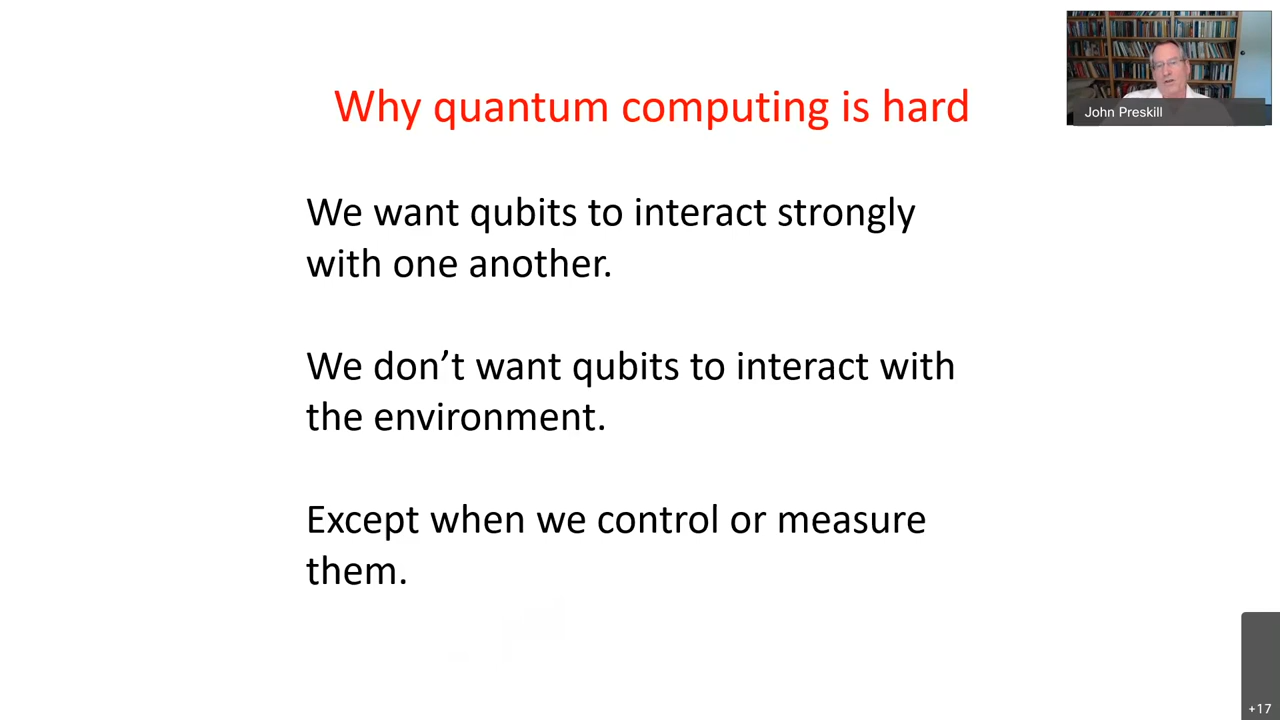 Why quantum computing is hard
John Preskill
We want qubits to interact strongly
with one another.
We don’t want qubits to interact with
the environment.
Except when we control or measure
them.
+17